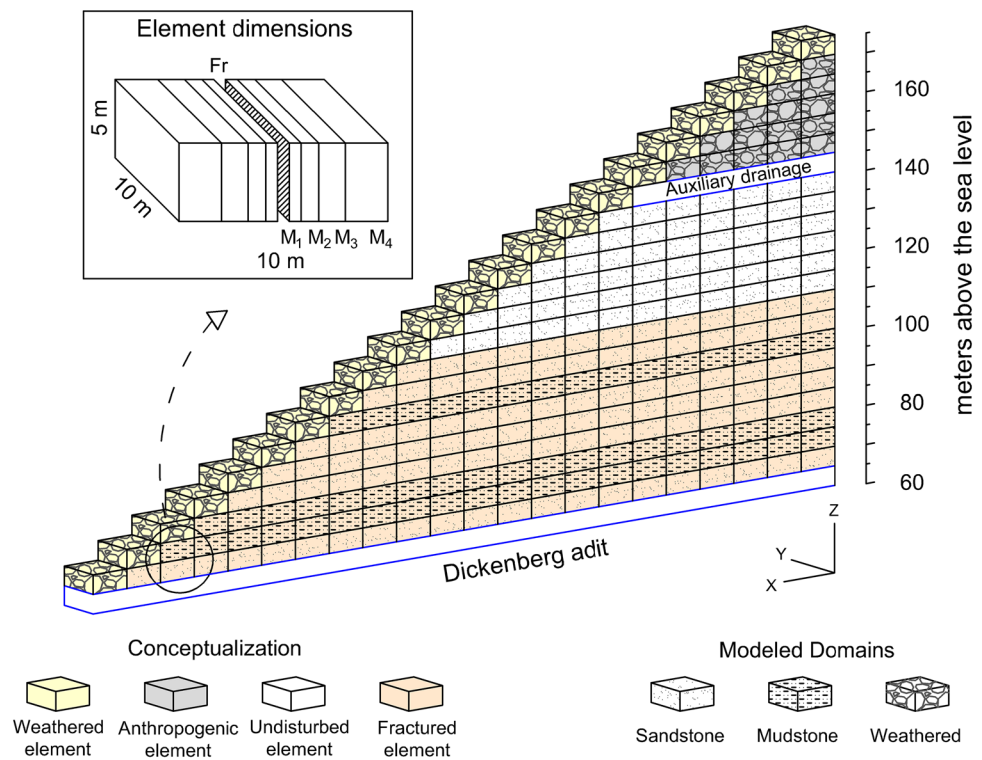 Element dimensions
Fr
5 m
10 m
M1 M2 M3 M4
10 m
160
140
120
100
80
60
meters above the sea level
Auxiliary drainage
Dickenberg adit
Z
Y
X
Conceptualization
Weathered element
Anthropogenic element
Undisturbed element
Fractured element
Modeled Domains
Sandstone
Mudstone
Weathered